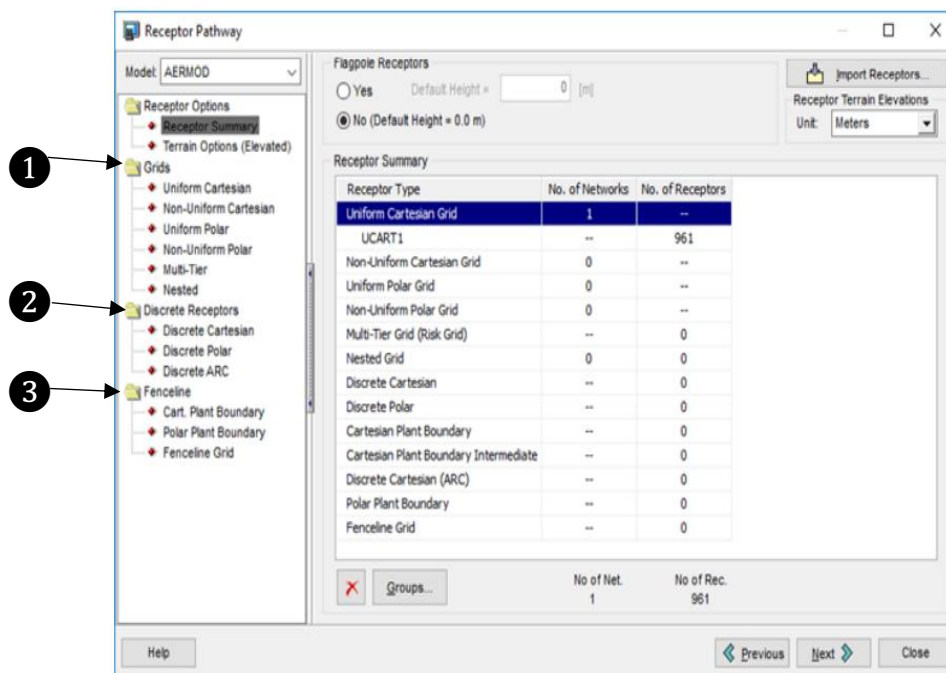 Receptor Pathway
Model: AERMOD
Receptor Options
Receptor Summary
Terrain Options (Elevated)
1
Grids
Uniform Cartesian
Non-Uniform Cartesian
Uniform Polar
Non-Uniform Polar
Multi-Tier
Nested
2
Discrete Receptors
Discrete Cartesian
Discrete Polar
Discrete ARC
3
Fenceline
Cart. Plant Boundary
Polar Plant Boundary
Fenceline Grid
Flagpole Receptors
Yes Default Height = 0 [m]
No (Default Height = 0.0 m)
Import Receptors...
Receptor Terrain Elevations
Unit: Meters
Receptor Summary
Receptor Type No. of Networks No. of Receptors
Uniform Cartesian Grid 1 --
UCART1 -- 961
Non-Uniform Cartesian Grid 0 --
Uniform Polar Grid 0 --
Non-Uniform Polar Grid 0 --
Multi-Tier Grid (Risk Grid) -- 0
Nested Grid 0 0
Discrete Cartesian -- 0
Discrete Polar -- 0
Cartesian Plant Boundary -- 0
Cartesian Plant Boundary Intermediate -- 0
Discrete Cartesian (ARC) -- 0
Polar Plant Boundary -- 0
Fenceline Grid -- 0
Groups...
No of Net. No of Rec.
1 961
Help Previous Next Close